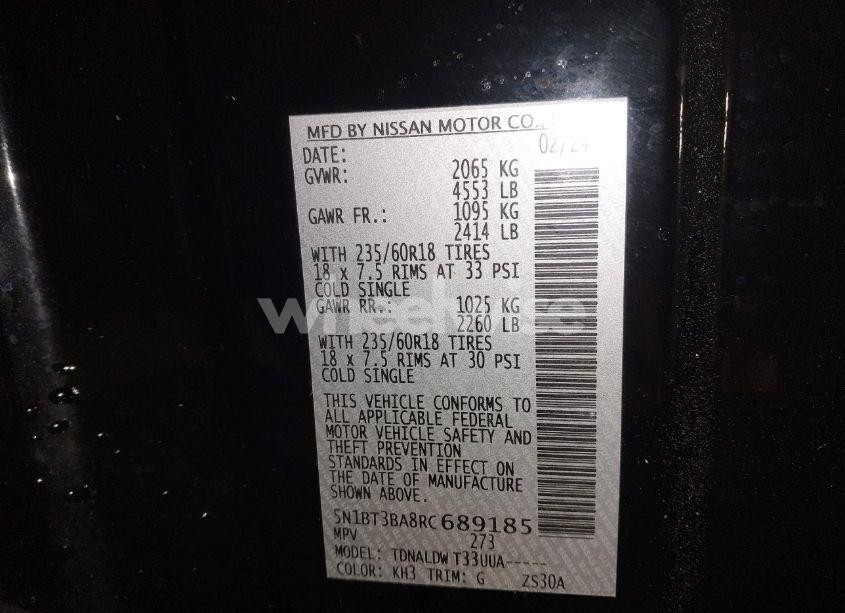 MFD BY NISSAN MOTOR CO.,
DATE: 02/24
GVWR: 2065 KG
4553 LB
GAWR FR.: 1095 KG
2414 LB
WITH 235/60R18 TIRES
18 x 7.5 RIMS AT 33 PSI
COLD SINGLE
GAWR RR.: 1025 KG
2260 LB
WITH 235/60R18 TIRES
18 x 7.5 RIMS AT 30 PSI
COLD SINGLE
THIS VEHICLE CONFORMS TO
ALL APPLICABLE FEDERAL
MOTOR VEHICLE SAFETY AND
THEFT PREVENTION
STANDARDS IN EFFECT ON
THE DATE OF MANUFACTURE
SHOWN ABOVE.
5N1BT3BA8RC689185
MPV 273
MODEL: TDNALDW T33UUA-----
COLOR: KH3 TRIM: G ZS30A